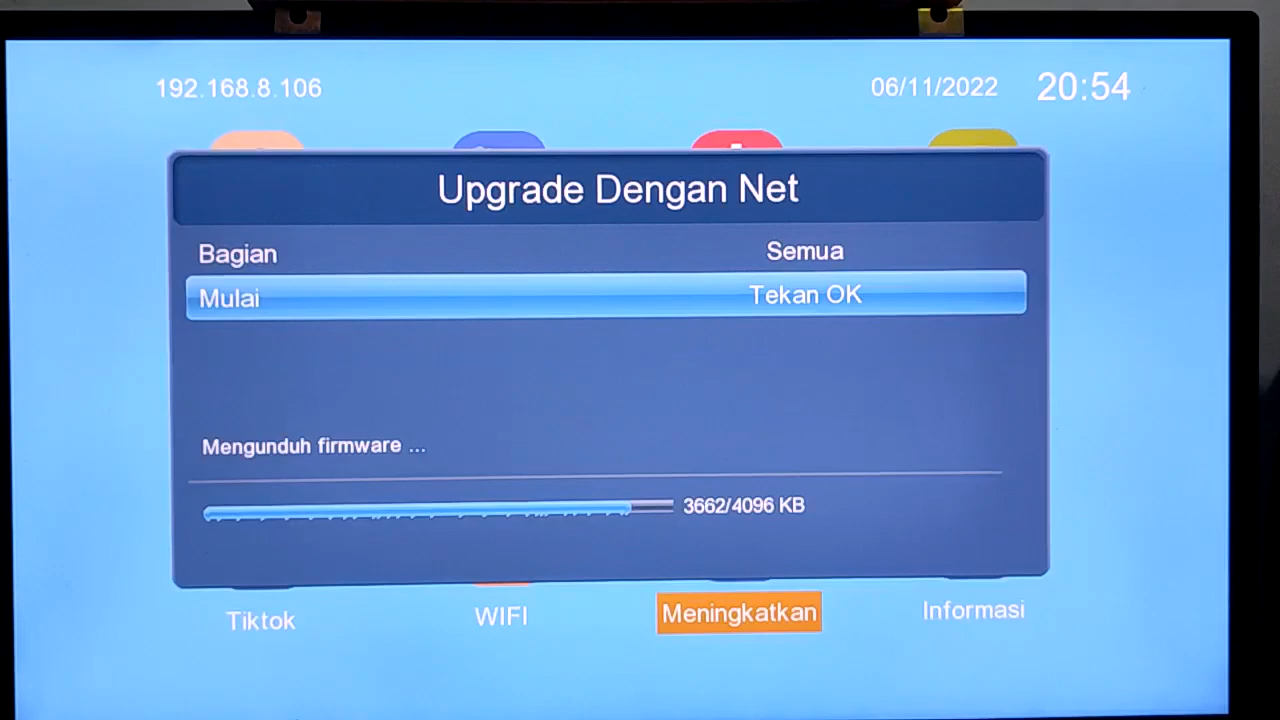 192.168.8.106
06/11/2022 20:54
Upgrade Dengan Net
Bagian Semua
Mulai Tekan OK
Mengunduh firmware ...
3662/4096 KB
Tiktok WIFI Meningkatkan Informasi